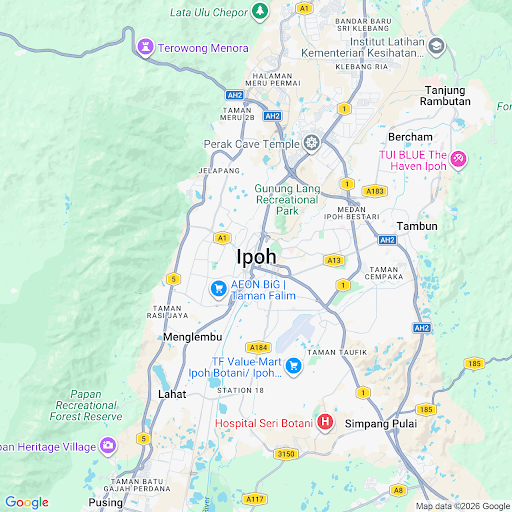 Lata Ulu Chepor
A1
BANDAR BARU
SRI KLEBANG
Terowong Menora
Institut Latihan
Kementerian Kesihatan...
KLEBANG RIA
HALAMAN
MERU PERMAI
AH2
Tanjung
Rambutan
TAMAN
MERU 2B
AH2
1
Perak Cave Temple
Bercham
TUI BLUE The
Haven Ipoh
JELAPANG
Gunung Lang
Recreational
Park
1
A183
MEDAN
IPOH BESTARI
Tambun
A1
AH2
Ipoh
A13
TAMAN
CEMPAKA
5
AEON BiG |
Taman Falim
1
TAMAN
RASI JAYA
Menglembu
AH2
A184
TAMAN TAUFIK
TF Value-Mart
Ipoh Botani/ Ipoh...
185
STATION 18
Papan
Recreational
Forest Reserve
Lahat
1
185
Hospital Seri Botani
Simpang Pulai
5
pan Heritage Village
3150
TAMAN BATU
GAJAH PERDANA
Pusing
A117
A8
Google
Map data ©2026 Google